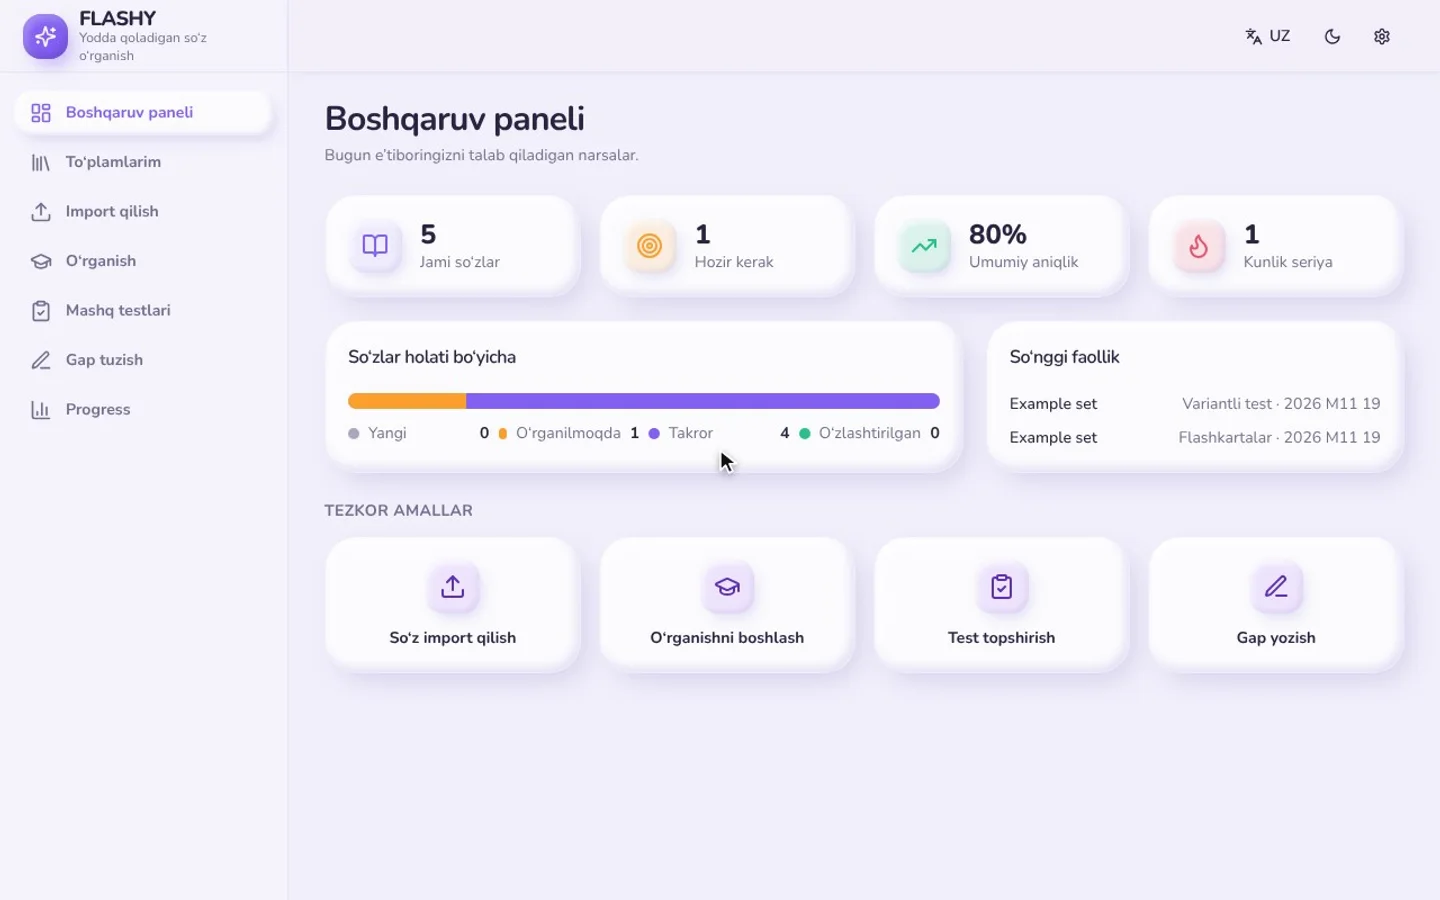 FLASHY
Yodda qoladigan so‘z
o‘rganish
UZ
Boshqaruv paneli
To‘plamlarim
Import qilish
O‘rganish
Mashq testlari
Gap tuzish
Progress
Boshqaruv paneli
Bugun e’tiboringizni talab qiladigan narsalar.
5
Jami so‘zlar
1
Hozir kerak
80%
Umumiy aniqlik
1
Kunlik seriya
So‘zlar holati bo‘yicha
Yangi 0 O‘rganilmoqda 1 Takror 4 O‘zlashtirilgan 0
So‘nggi faollik
Example set Variantli test · 2026 M11 19
Example set Flashkartalar · 2026 M11 19
TEZKOR AMALLAR
So‘z import qilish
O‘rganishni boshlash
Test topshirish
Gap yozish